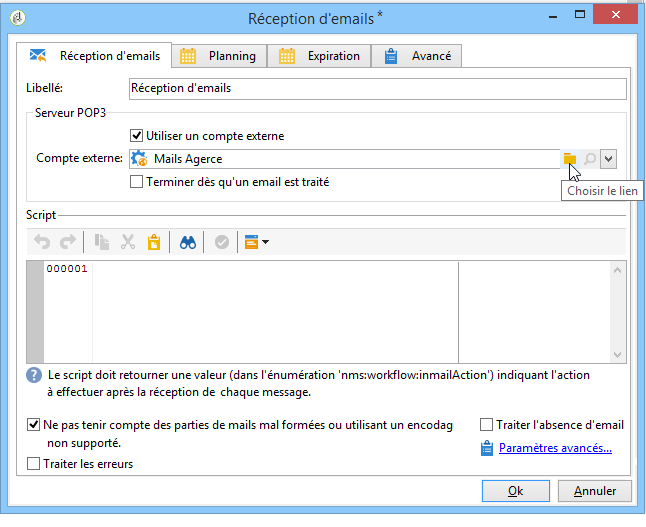 Réception d'emails *
Réception d'emails
Planning
Expiration
Avancé
Libellé:
Réception d'emails
Serveur POP3
Utiliser un compte externe
Compte externe:
Mails Agerce
Terminer dès qu'un email est traité
Choisir le lien
Script
000001
Le script doit retourner une valeur (dans l'énumération 'nms:workflow:inmailAction') indiquant l'action
à effectuer après la réception de chaque message.
Ne pas tenir compte des parties de mails mal formées ou utilisant un encodag
non supporté.
Traiter l'absence d'email
Paramètres avancés...
Traiter les erreurs
Ok
Annuler